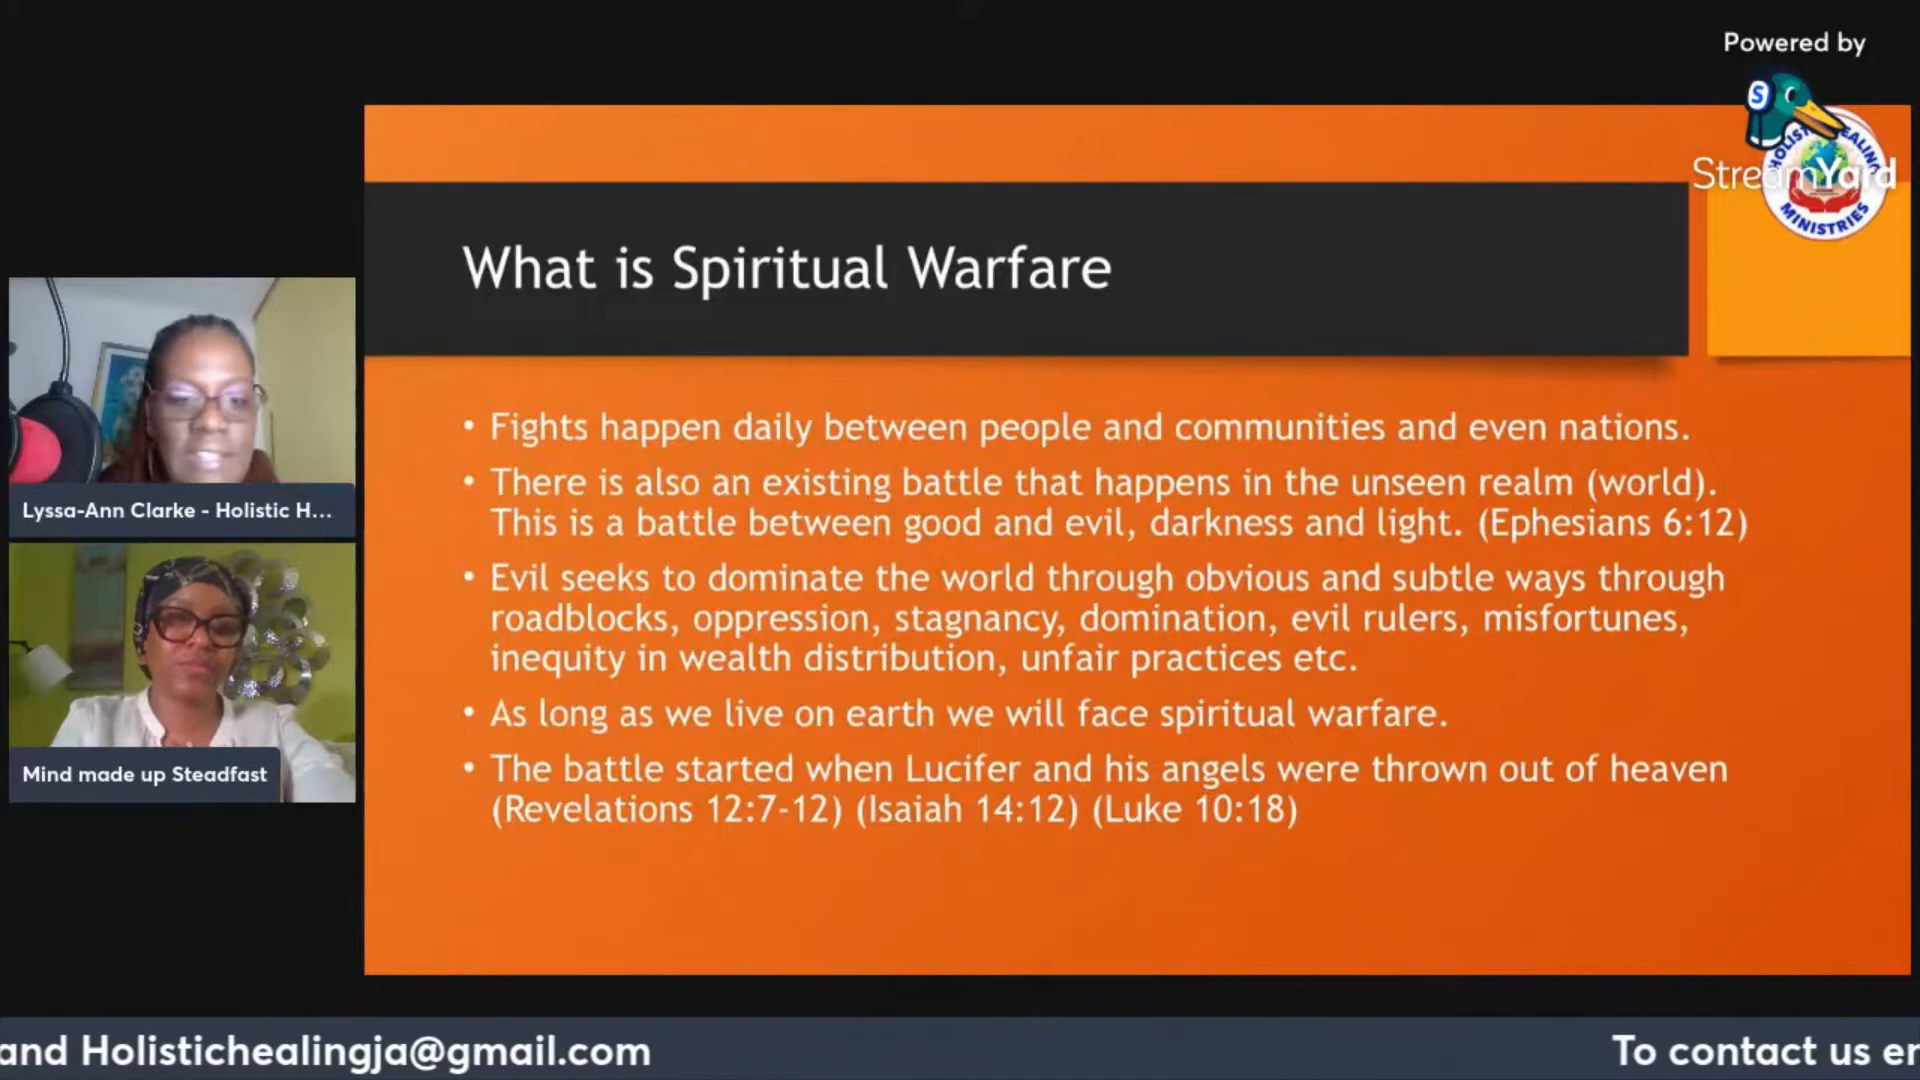 Powered by
S
StreamYard
HOLISTIC HEALING
MINISTRIES
What is Spiritual Warfare
• Fights happen daily between people and communities and even nations.
• There is also an existing battle that happens in the unseen realm (world).
This is a battle between good and evil, darkness and light. (Ephesians 6:12)
• Evil seeks to dominate the world through obvious and subtle ways through
roadblocks, oppression, stagnancy, domination, evil rulers, misfortunes,
inequity in wealth distribution, unfair practices etc.
• As long as we live on earth we will face spiritual warfare.
• The battle started when Lucifer and his angels were thrown out of heaven
(Revelations 12:7-12) (Isaiah 14:12) (Luke 10:18)
Lyssa-Ann Clarke - Holistic H...
Mind made up Steadfast
and Holistichealingja@gmail.com
To contact us er